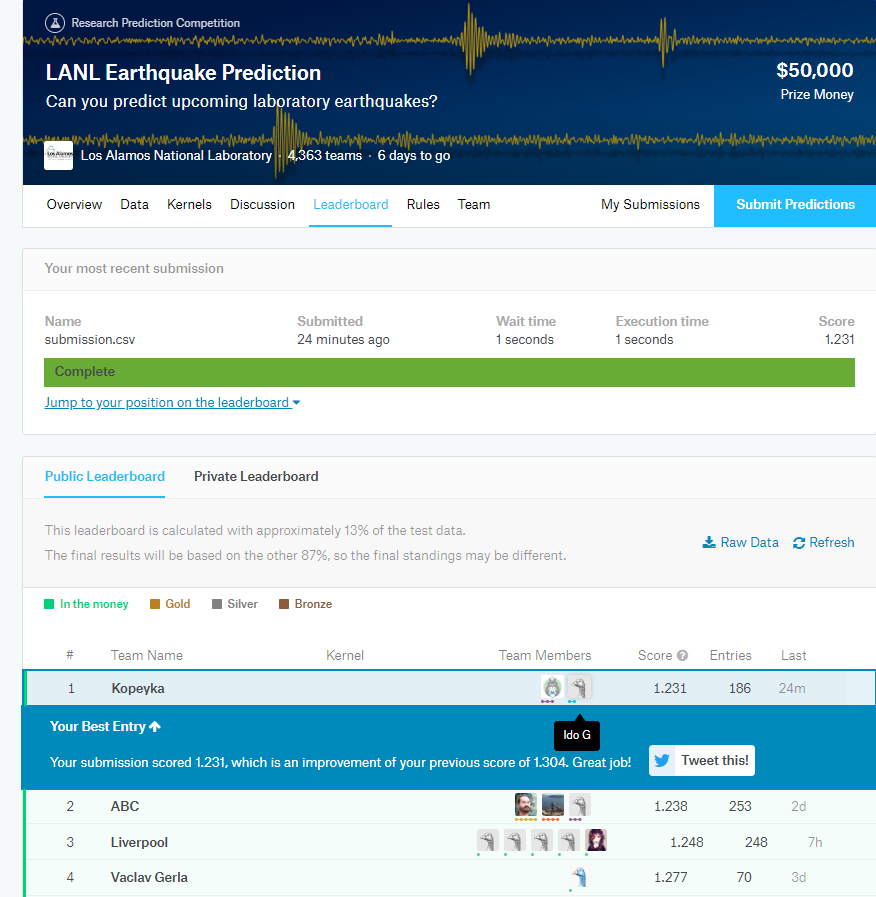 Research Prediction Competition
LANL Earthquake Prediction
$50,000
Can you predict upcoming laboratory earthquakes?
Prize Money
Los Alamos
Los Alamos National Laboratory · 4,363 teams · 6 days to go
Overview Data Kernels Discussion Leaderboard Rules Team My Submissions Submit Predictions
Your most recent submission
Name Submitted Wait time Execution time Score
submission.csv 24 minutes ago 1 seconds 1 seconds 1.231
Complete
Jump to your position on the leaderboard
Public Leaderboard Private Leaderboard
This leaderboard is calculated with approximately 13% of the test data.
The final results will be based on the other 87%, so the final standings may be different.
Raw Data Refresh
In the money Gold Silver Bronze
# Team Name Kernel Team Members Score ? Entries Last
1 Kopeyka 1.231 186 24m
Ido G
Your Best Entry
Your submission scored 1.231, which is an improvement of your previous score of 1.304. Great job! Tweet this!
2 ABC 1.238 253 2d
3 Liverpool 1.248 248 7h
4 Vaclav Gerla 1.277 70 3d